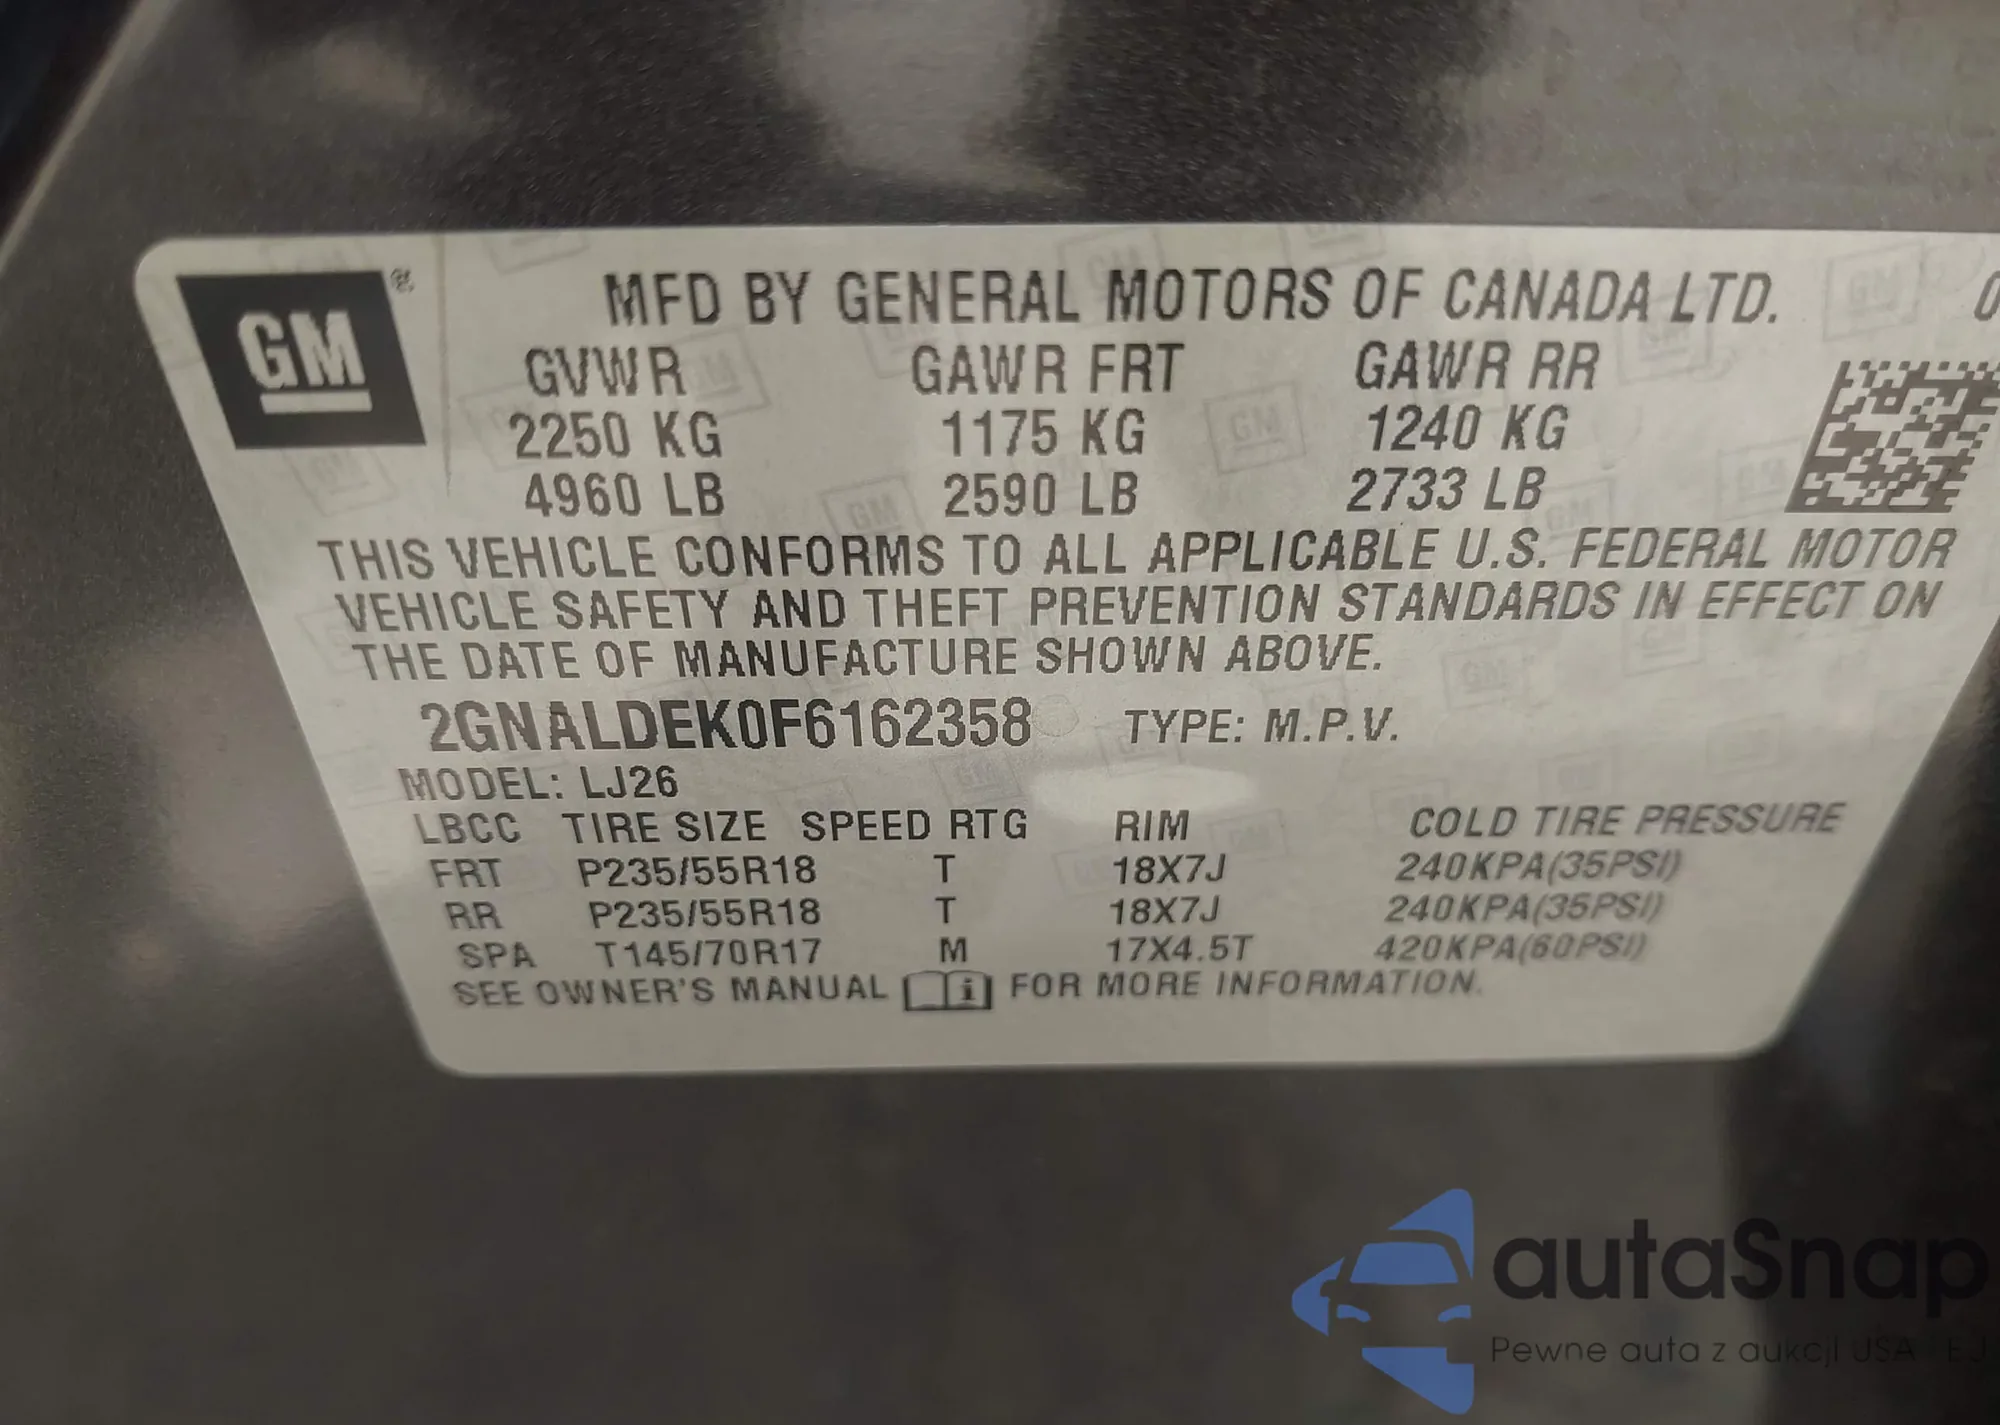 GM
MFD BY GENERAL MOTORS OF CANADA LTD.
GVWR GAWR FRT GAWR RR
2250 KG 1175 KG 1240 KG
4960 LB 2590 LB 2733 LB
THIS VEHICLE CONFORMS TO ALL APPLICABLE U.S. FEDERAL MOTOR
VEHICLE SAFETY AND THEFT PREVENTION STANDARDS IN EFFECT ON
THE DATE OF MANUFACTURE SHOWN ABOVE.
2GNALDEK0F6162358 TYPE: M.P.V.
MODEL: LJ26
LBCC TIRE SIZE SPEED RTG RIM COLD TIRE PRESSURE
FRT P235/55R18 T 18X7J 240KPA(35PSI)
RR P235/55R18 T 18X7J 240KPA(35PSI)
SPA T145/70R17 M 17X4.5T 420KPA(60PSI)
SEE OWNER'S MANUAL FOR MORE INFORMATION.
autaSnap
Pewne auta z aukcji USA